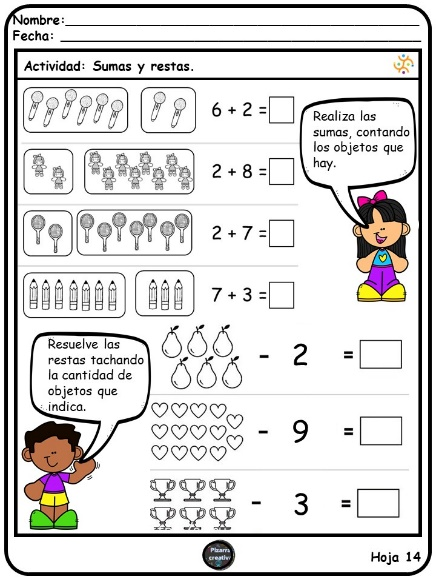 Nombre:
Fecha:
Actividad: Sumas y restas.
6 + 2 =
Realiza las
sumas, contando
los objetos que
hay.
2 + 8 =
2 + 7 =
7 + 3 =
Resuelve las
restas tachando
la cantidad de
objetos que
indica.
- 2 =
- 9 =
- 3 =
Pizarra
creativ
Hoja 14